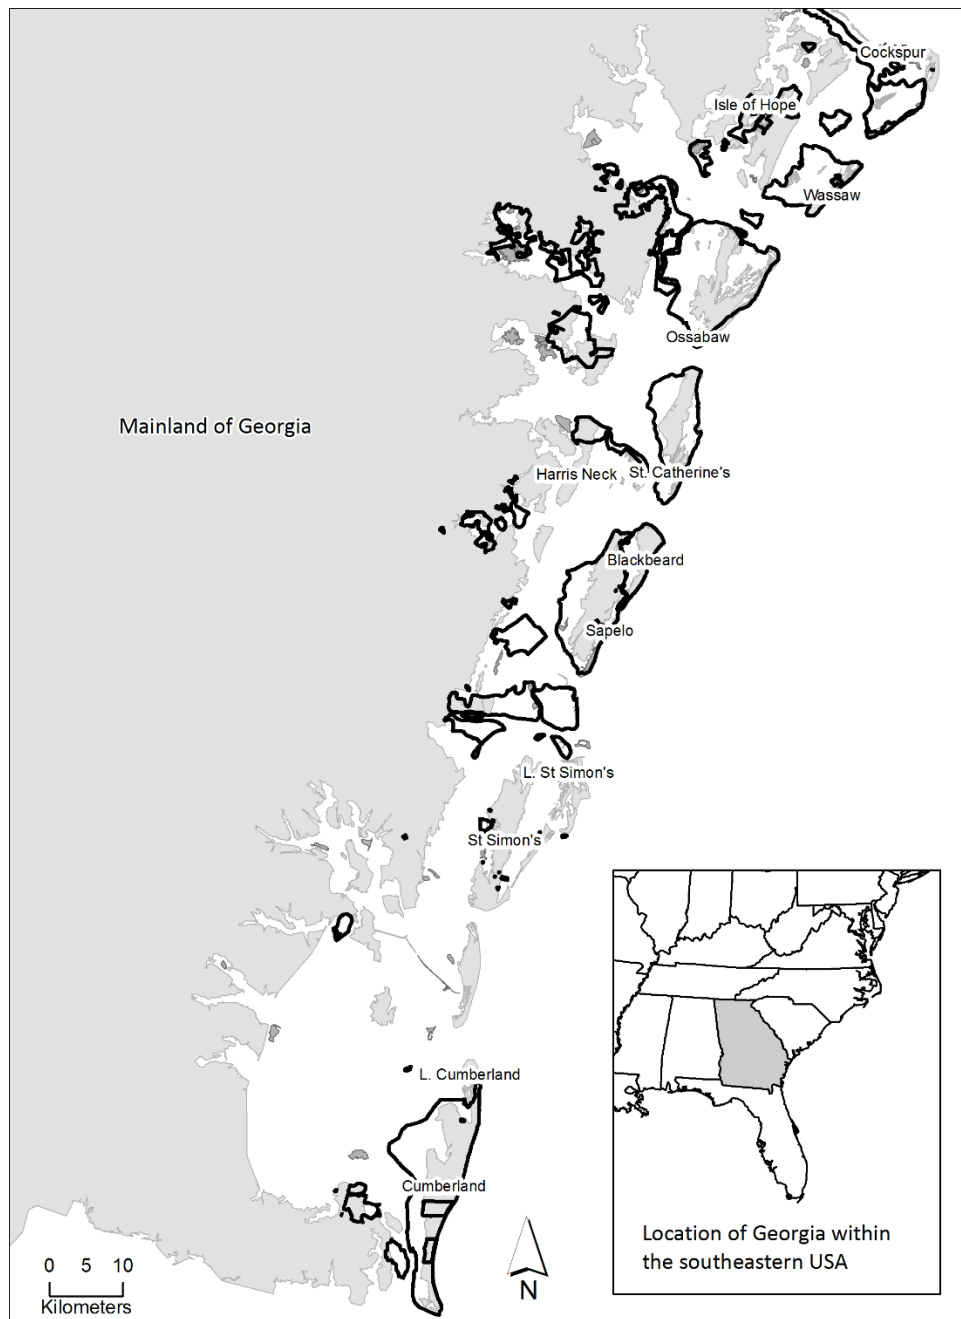 Cockspur
Isle of Hope
Wassaw
Ossabaw
Mainland of Georgia
Harris Neck
St. Catherine's
Blackbeard
Sapelo
L. St Simon's
St Simon's
L. Cumberland
Cumberland
Location of Georgia within
the southeastern USA
0 5 10
Kilometers
N